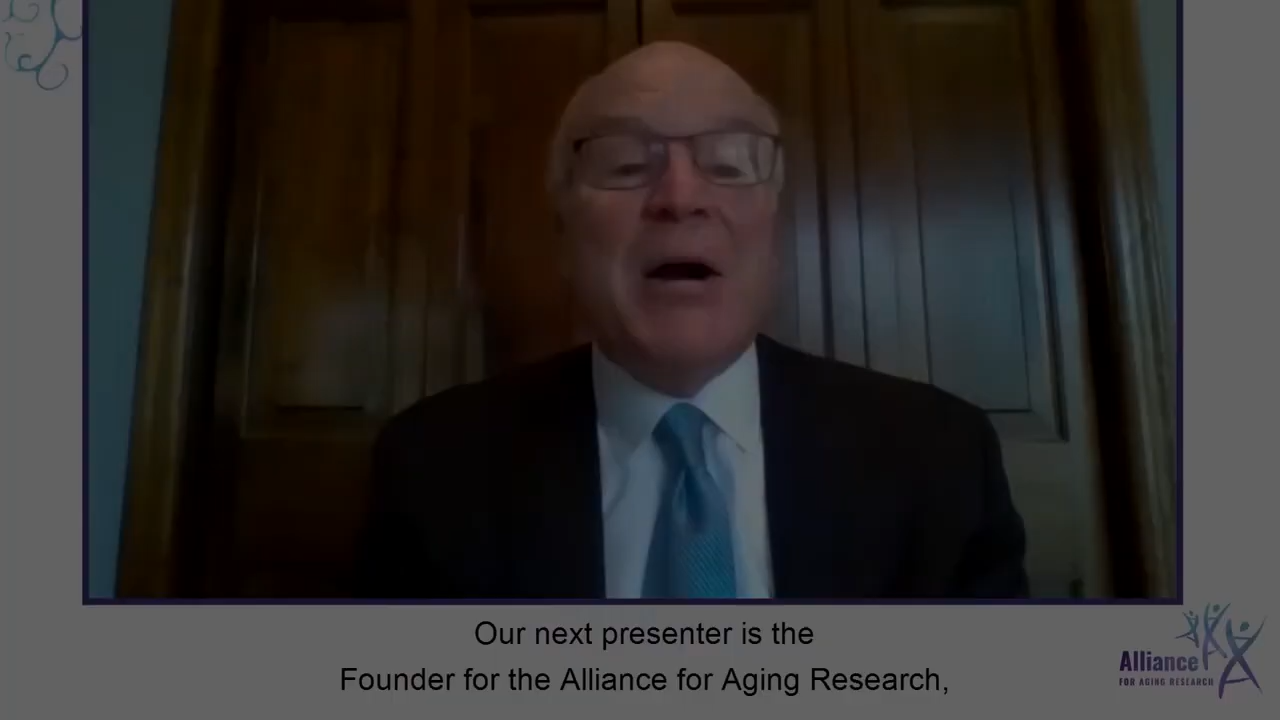 Our next presenter is the
Founder for the Alliance for Aging Research,
Alliance
FOR AGING RESEARCH